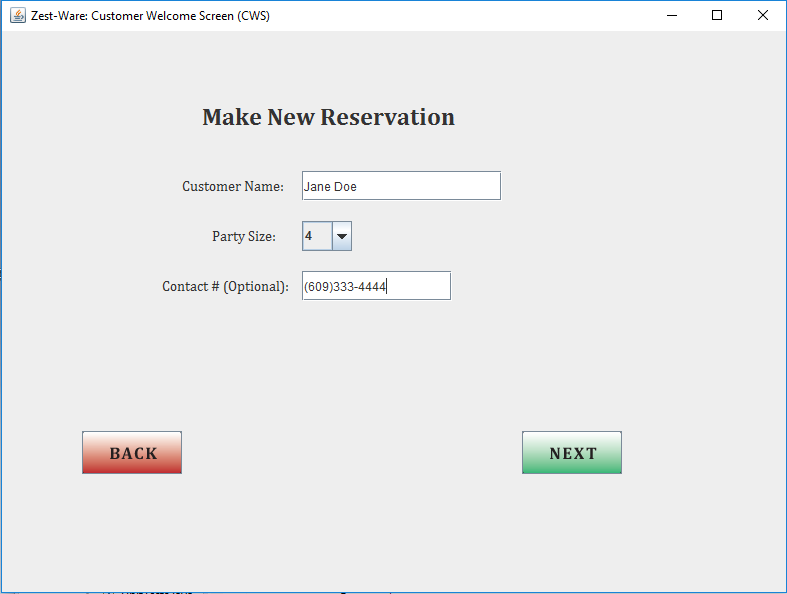 Zest-Ware: Customer Welcome Screen (CWS)
Make New Reservation
Customer Name: Jane Doe
Party Size: 4
Contact # (Optional): (609)333-4444
BACK NEXT